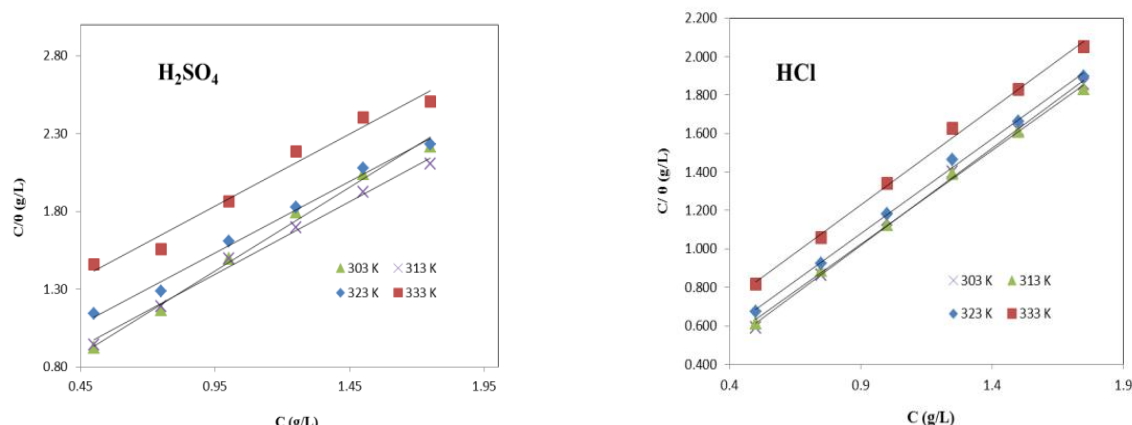 H₂SO₄
C/θ (g/L)
2.80
2.30
1.80
1.30
0.80
303 K
313 K
323 K
333 K
0.45
0.95
1.45
1.95
C (g/L)
HCl
C/ θ (g/L)
2.200
2.000
1.800
1.600
1.400
1.200
1.000
0.800
0.600
0.400
303 K
313 K
323 K
333 K
0.4
0.9
1.4
1.9
C (g/L)